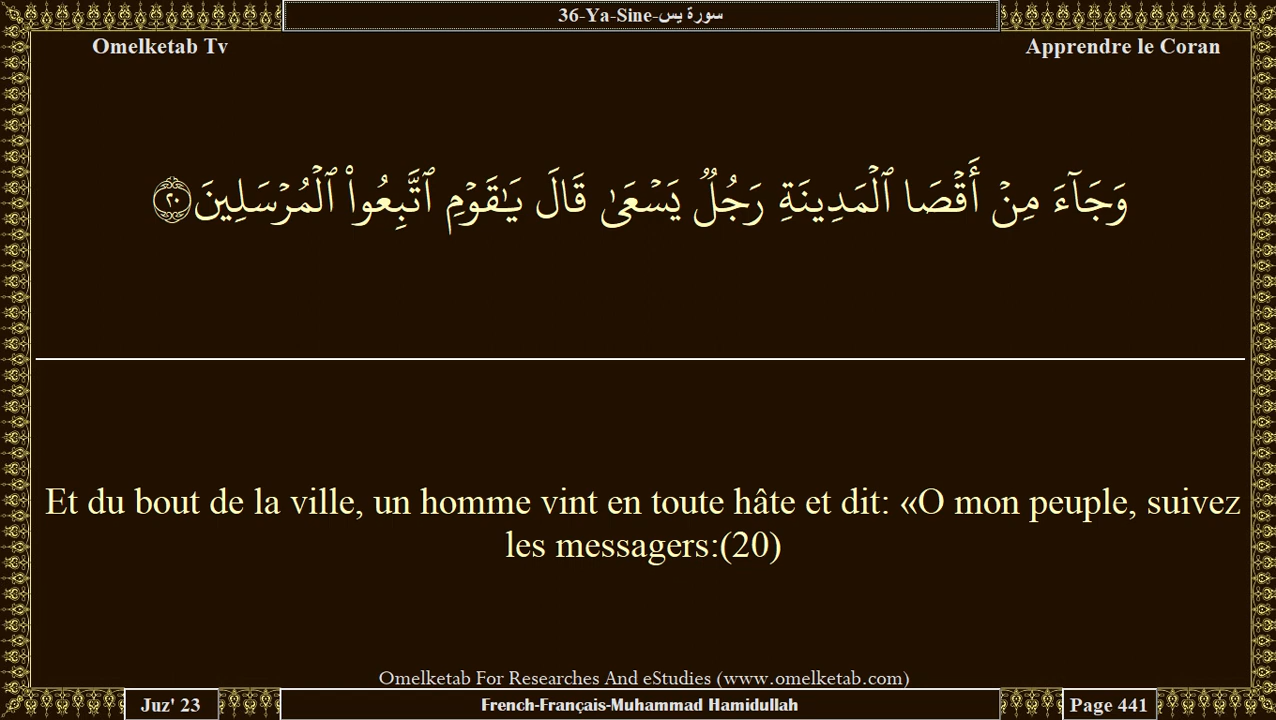 36-Ya-Sine-سورة يس
Omelketab Tv
Apprendre le Coran
وَجَآءَ مِنۡ أَقۡصَا ٱلۡمَدِينَةِ رَجُلٞ يَسۡعَىٰ قَالَ يَٰقَوۡمِ ٱتَّبِعُواْ ٱلۡمُرۡسَلِينَ ٢٠
Et du bout de la ville, un homme vint en toute hâte et dit: «O mon peuple, suivez
les messagers:(20)
Omelketab For Researches And eStudies (www.omelketab.com)
Juz' 23
French-Français-Muhammad Hamidullah
Page 441